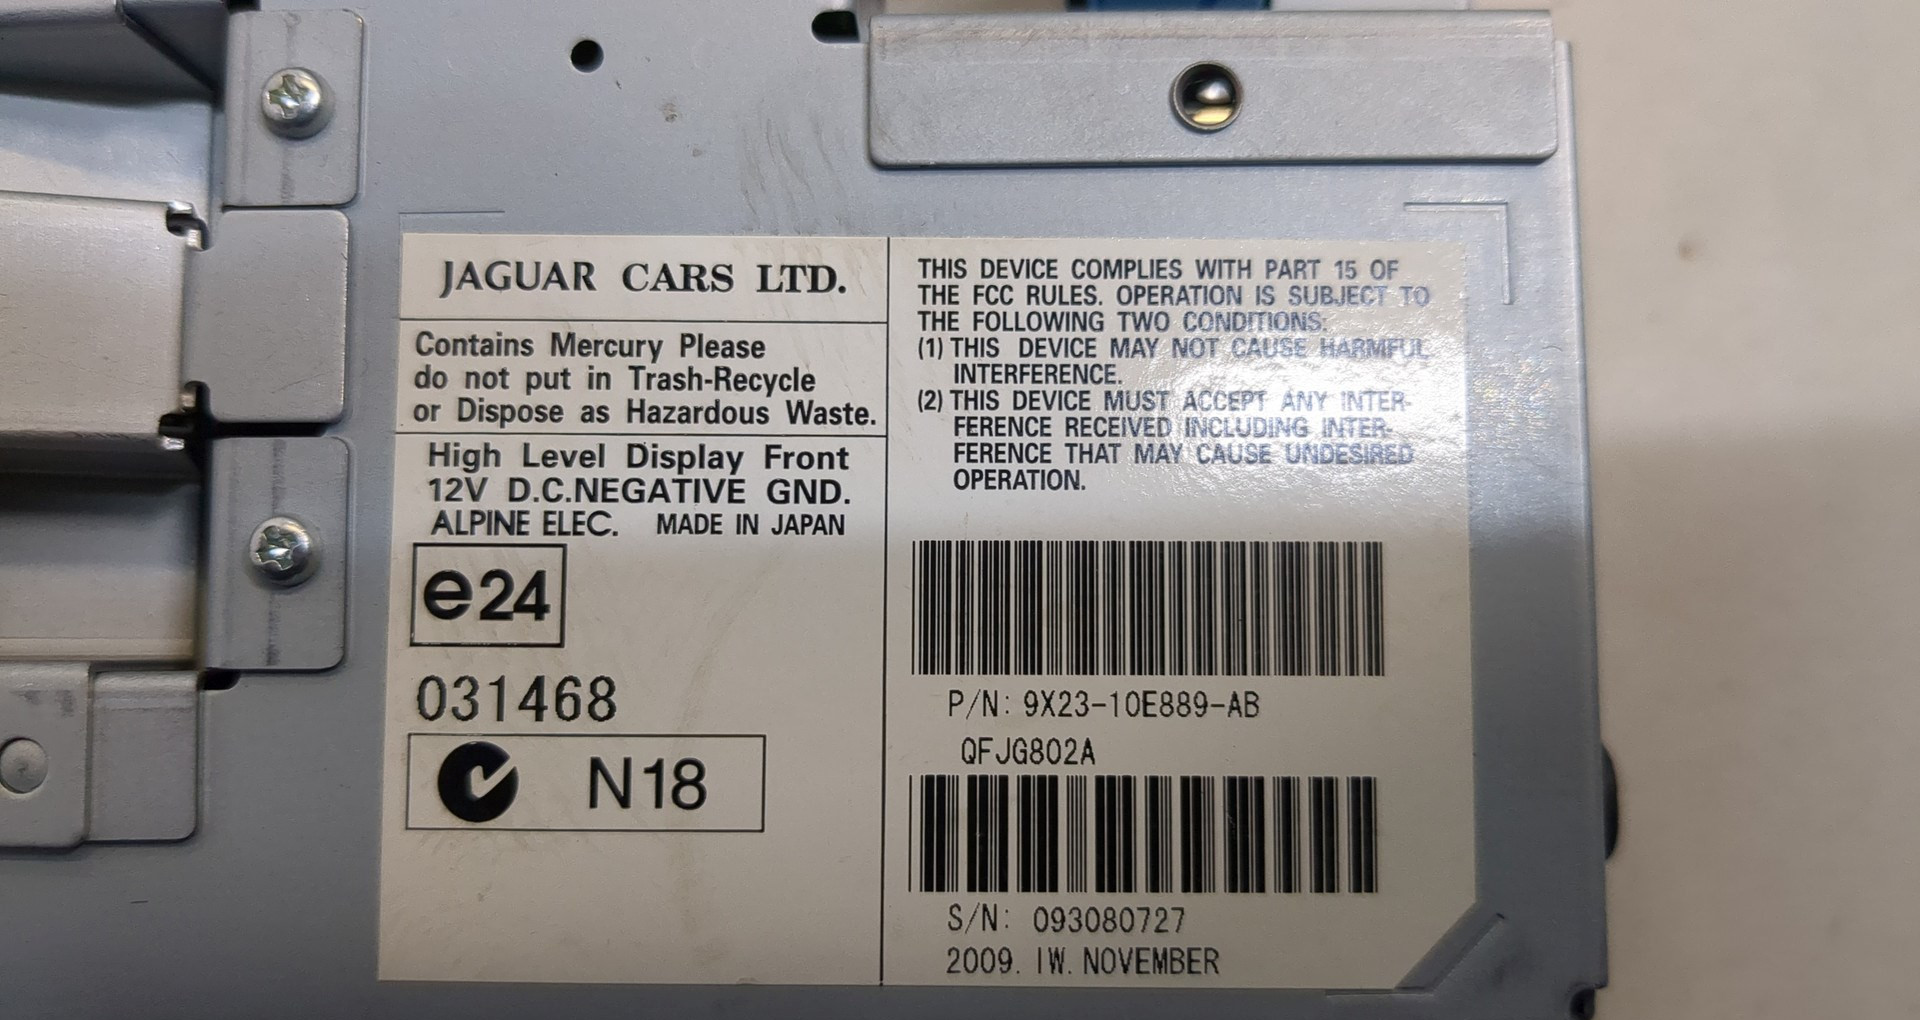 JAGUAR CARS LTD.
Contains Mercury Please
do not put in Trash-Recycle
or Dispose as Hazardous Waste.
High Level Display Front
12V D.C.NEGATIVE GND.
ALPINE ELEC. MADE IN JAPAN
e24
031468
N18
THIS DEVICE COMPLIES WITH PART 15 OF
THE FCC RULES. OPERATION IS SUBJECT TO
THE FOLLOWING TWO CONDITIONS:
(1) THIS DEVICE MAY NOT CAUSE HARMFUL
INTERFERENCE.
(2) THIS DEVICE MUST ACCEPT ANY INTER-
FERENCE RECEIVED INCLUDING INTER-
FERENCE THAT MAY CAUSE UNDESIRED
OPERATION.
P/N: 9X23-10E889-AB
QFJG802A
S/N: 093080727
2009. IW. NOVEMBER